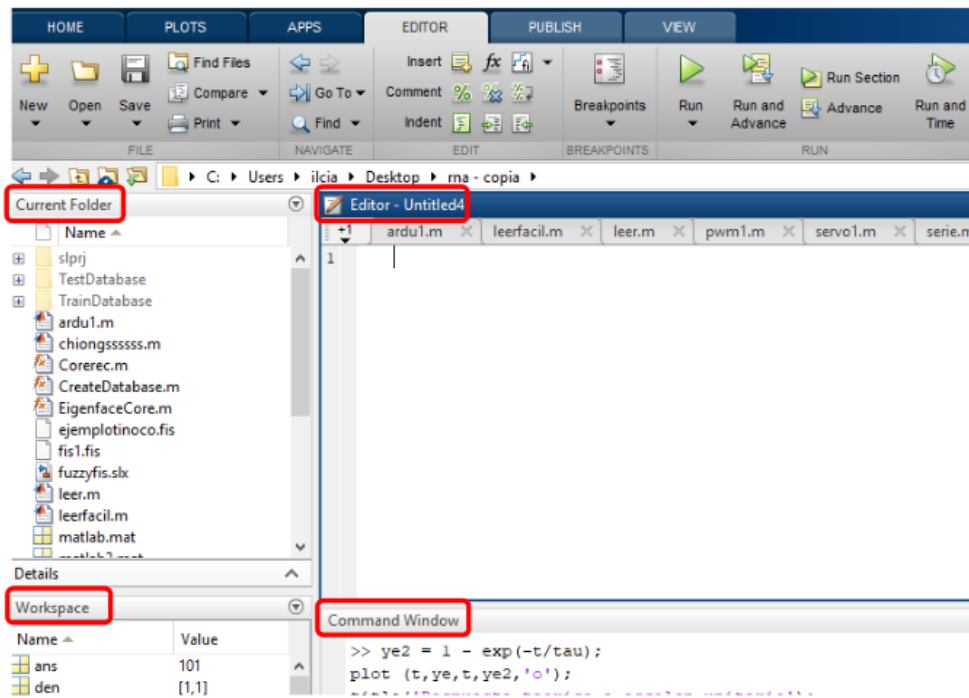 HOME PLOTS APPS EDITOR PUBLISH VIEW
New Open Save Find Files Compare Print
FILE
Go To Find
NAVIGATE
Insert fx
Comment
Indent
EDIT
Breakpoints
BREAKPOINTS
Run Run and Advance Run Section Advance Run and Time
RUN
C: Users ilcia Desktop rna - copia
Current Folder
Name
slprj
TestDatabase
TrainDatabase
ardu1.m
chiongssssss.m
Corerec.m
CreateDatabase.m
EigenfaceCore.m
ejemplotinoco.fis
fis1.fis
fuzzyfis.slx
leer.m
leerfacil.m
matlab.mat
Details
Workspace
Name Value
ans 101
den [1,1]
Editor - Untitled4
+1 ardu1.m leerfacil.m leer.m pwm1.m servo1.m serie.m
1
Command Window
>> ye2 = 1 - exp(-t/tau);
plot (t,ye,t,ye2,'o');